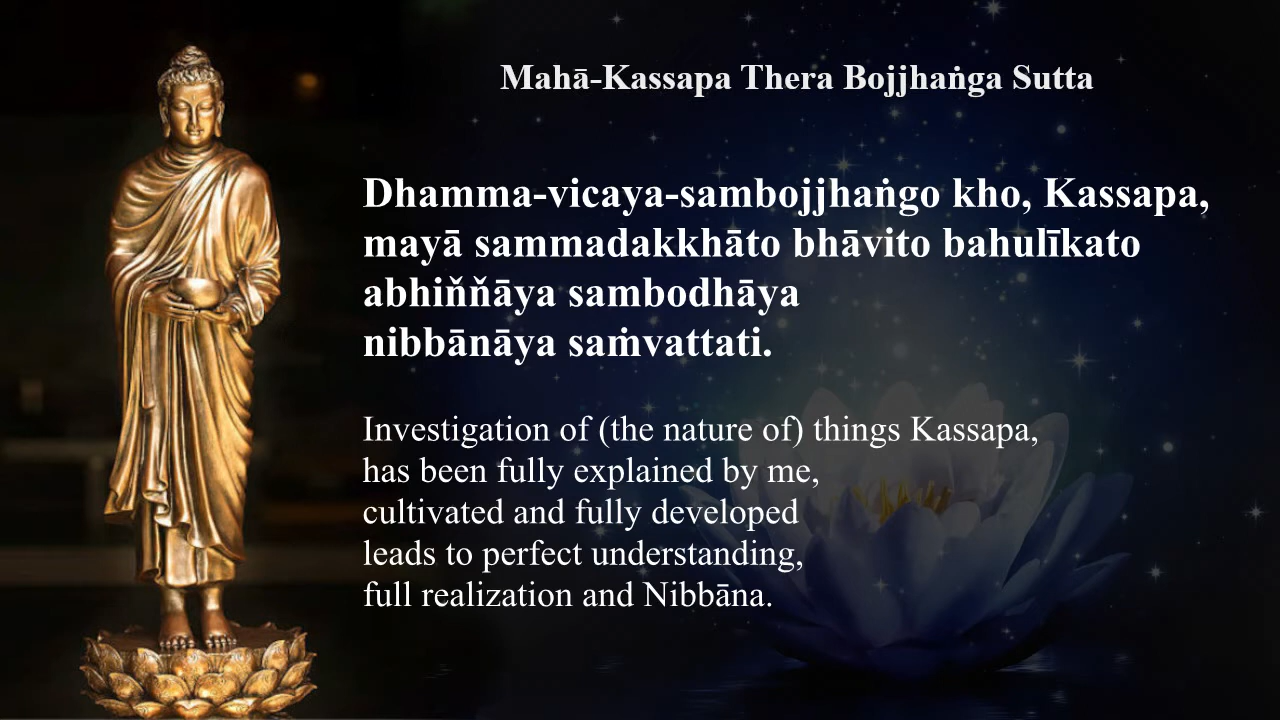 Mahā-Kassapa Thera Bojjhaṅga Sutta
Dhamma-vicaya-sambojjhaṅgo kho, Kassapa,
mayā sammadakkhāto bhāvito bahulīkato
abhiňňāya sambodhāya
nibbānāya saṁvattati.
Investigation of (the nature of) things Kassapa,
has been fully explained by me,
cultivated and fully developed
leads to perfect understanding,
full realization and Nibbāna.